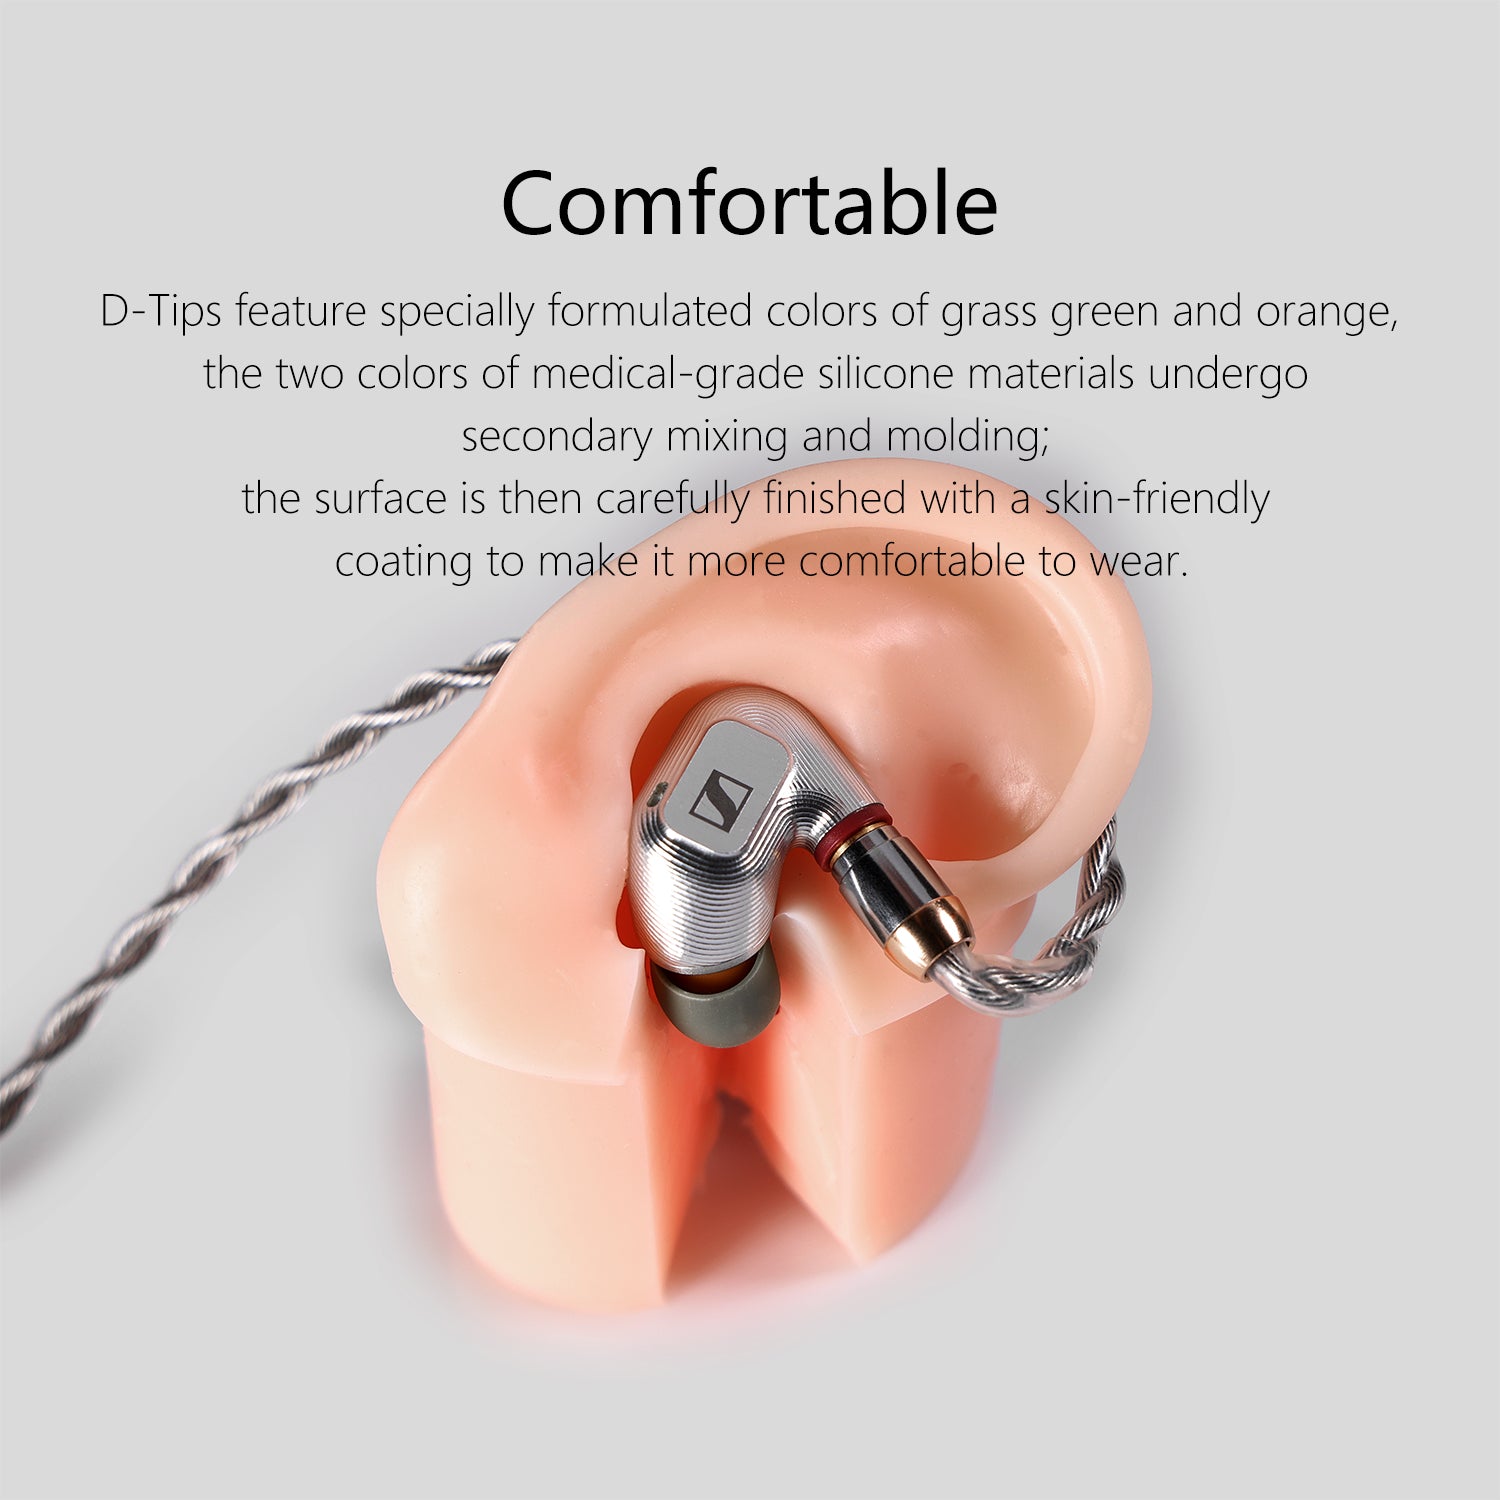 Comfortable
D-Tips feature specially formulated colors of grass green and orange,
the two colors of medical-grade silicone materials undergo
secondary mixing and molding;
the surface is then carefully finished with a skin-friendly
coating to make it more comfortable to wear.